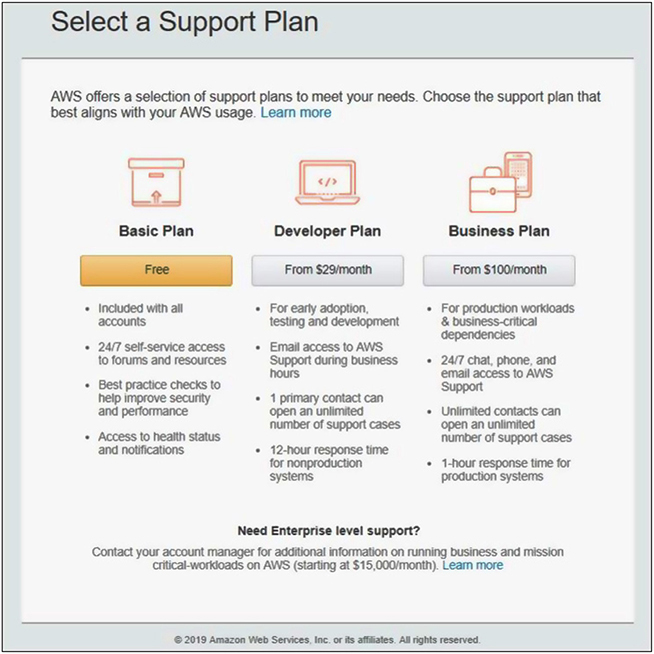 Select a Support Plan
AWS offers a selection of support plans to meet your needs. Choose the support plan that
best aligns with your AWS usage. Learn more
</>
Basic Plan
Free
• Included with all
accounts
• 24/7 self-service access
to forums and resources
• Best practice checks to
help improve security
and performance
• Access to health status
and notifications
Developer Plan
From $29/month
• For early adoption,
testing and development
• Email access to AWS
Support during business
hours
• 1 primary contact can
open an unlimited
number of support cases
• 12-hour response time
for nonproduction
systems
Business Plan
From $100/month
• For production workloads
& business-critical
dependencies
• 24/7 chat, phone, and
email access to AWS
Support
• Unlimited contacts can
open an unlimited
number of support cases
• 1-hour response time for
production systems
Need Enterprise level support?
Contact your account manager for additional information on running business and mission
critical-workloads on AWS (starting at $15,000/month). Learn more
© 2019 Amazon Web Services, Inc. or its affiliates. All rights reserved.